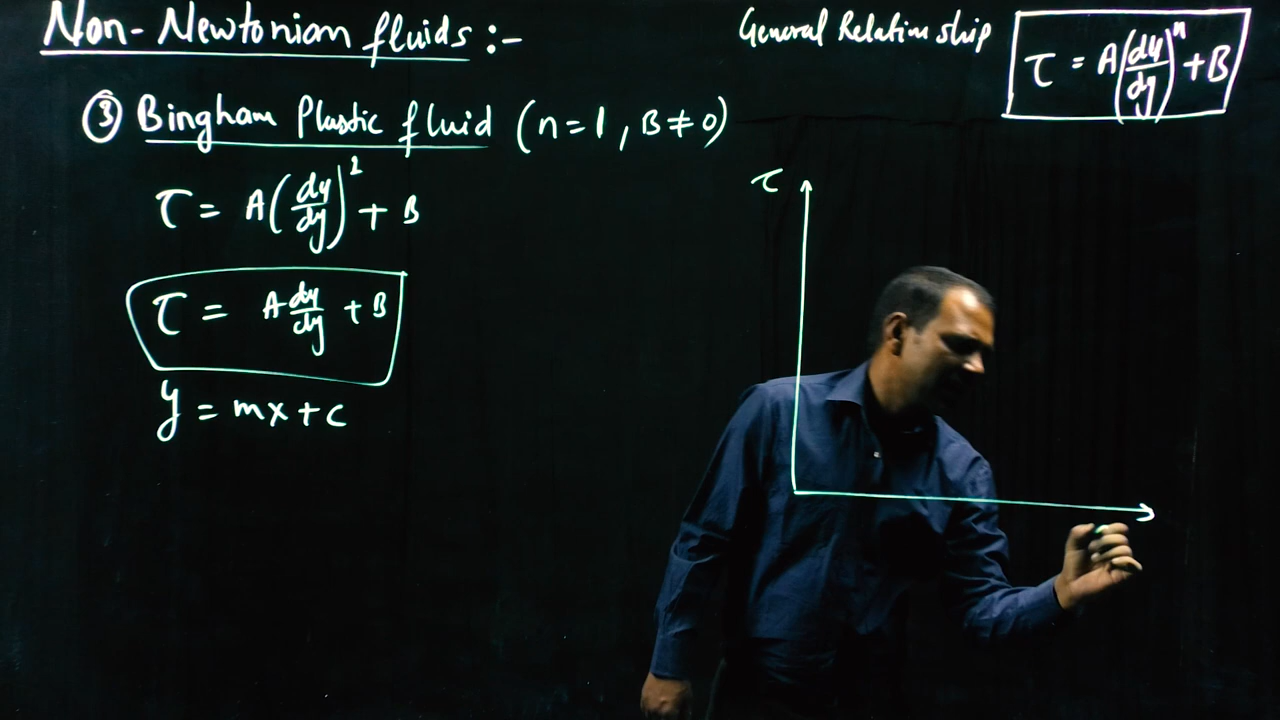 Non-Newtonian fluids :-
General Relationship τ = A(du/dy)^n + B
③ Bingham Plastic fluid (n=1, B≠0)
τ = A(du/dy)^1 + B
τ = A du/dy + B
y = mx + c
τ